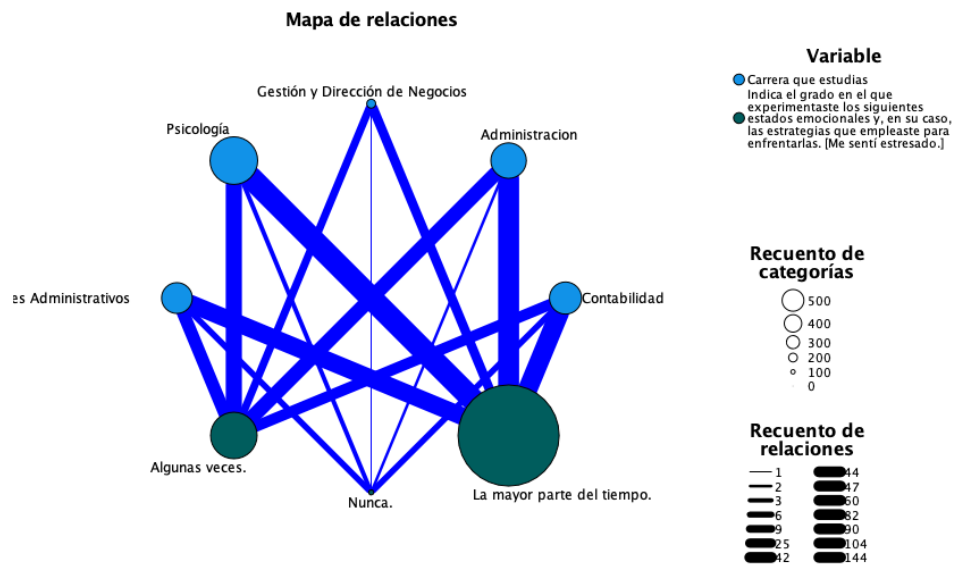 Mapa de relaciones
Gestión y Dirección de Negocios
Psicología
Administracion
es Administrativos
Contabilidad
Algunas veces.
Nunca.
La mayor parte del tiempo.
Variable
Carrera que estudias
Indica el grado en el que
experimentaste los siguientes
estados emocionales y, en su caso,
las estrategias que empleaste para
enfrentarlas. [Me sentí estresado.]
Recuento de
categorías
500
400
300
200
100
0
Recuento de
relaciones
1
2
3
6
9
25
42
44
47
60
82
90
104
144